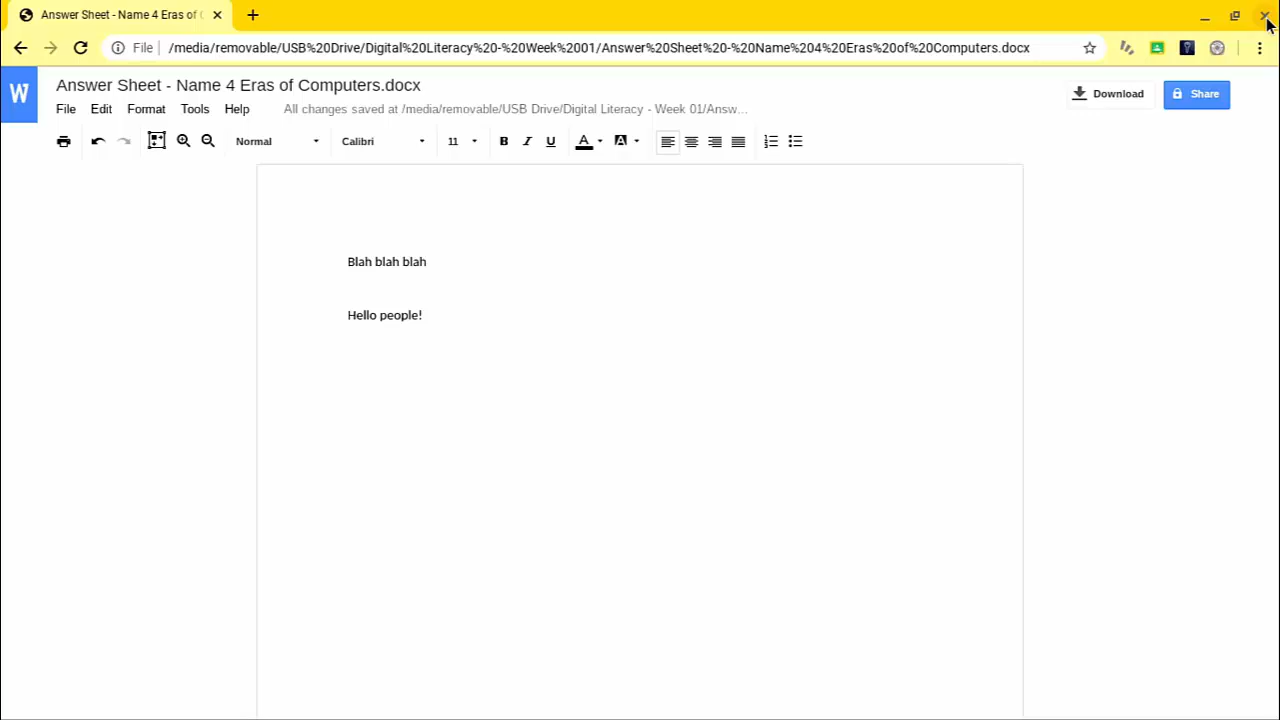 Answer Sheet - Name 4 Eras of
File /media/removable/USB%20Drive/Digital%20Literacy%20-%20Week%2001/Answer%20Sheet%20-%20Name%204%20Eras%20of%20Computers.docx
W
Answer Sheet - Name 4 Eras of Computers.docx
Download
Share
File Edit Format Tools Help All changes saved at /media/removable/USB Drive/Digital Literacy - Week 01/Answ...
Normal Calibri 11 B I U A A
Blah blah blah
Hello people!